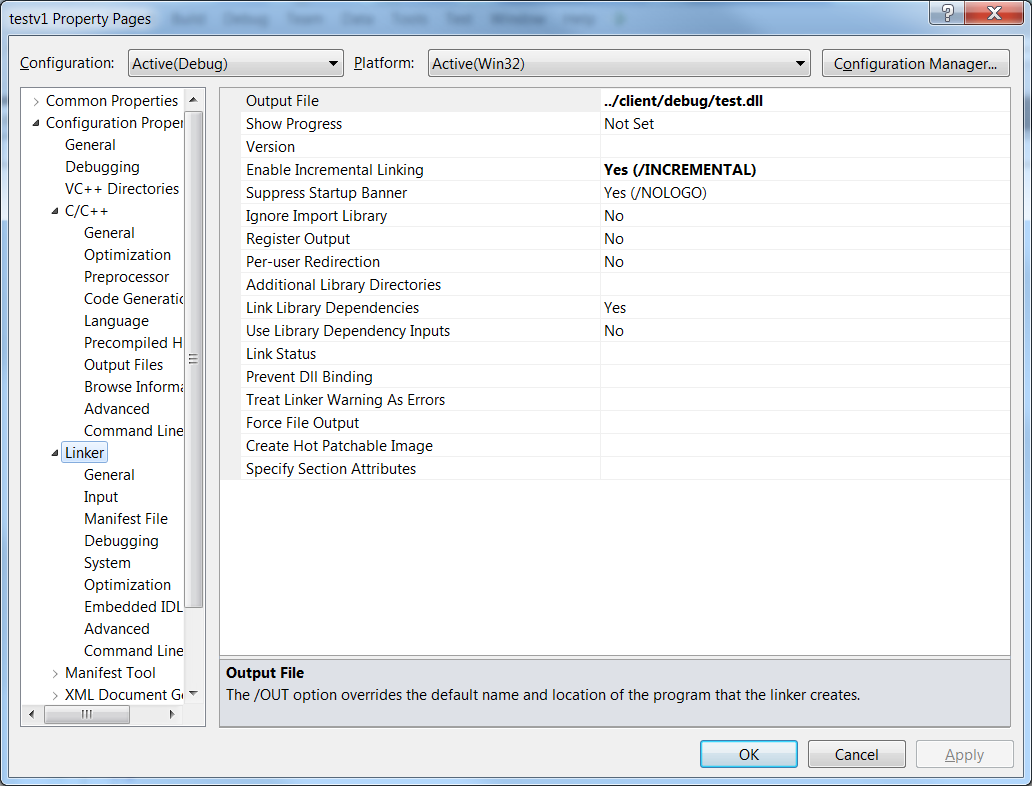 testv1 Property Pages
Configuration: Active(Debug) Platform: Active(Win32) Configuration Manager...
Common Properties
Configuration Proper
General
Debugging
VC++ Directories
C/C++
General
Optimization
Preprocessor
Code Generatic
Language
Precompiled H
Output Files
Browse Informa
Advanced
Command Line
Linker
General
Input
Manifest File
Debugging
System
Optimization
Embedded IDL
Advanced
Command Line
Manifest Tool
XML Document Ge
Output File ../client/debug/test.dll
Show Progress Not Set
Version
Enable Incremental Linking Yes (/INCREMENTAL)
Suppress Startup Banner Yes (/NOLOGO)
Ignore Import Library No
Register Output No
Per-user Redirection No
Additional Library Directories
Link Library Dependencies Yes
Use Library Dependency Inputs No
Link Status
Prevent Dll Binding
Treat Linker Warning As Errors
Force File Output
Create Hot Patchable Image
Specify Section Attributes
Output File
The /OUT option overrides the default name and location of the program that the linker creates.
OK Cancel Apply